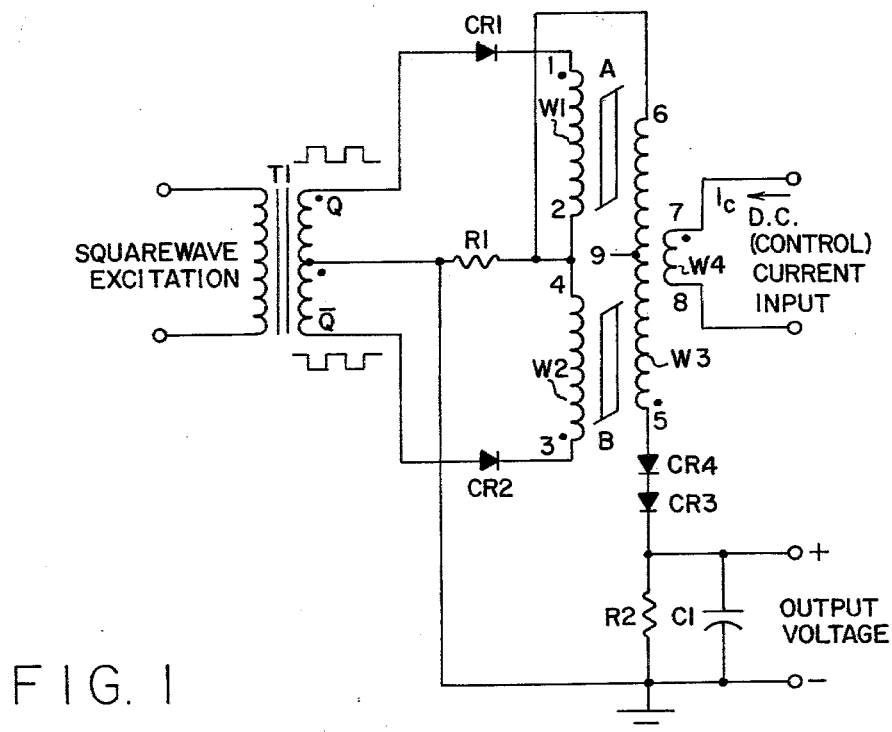 CR1
1
A
W1
6
T1
Q
2
7
Ic
D.C.
(CONTROL)
CURRENT
INPUT
SQUAREWAVE
EXCITATION
R1
9
W4
4
8
Q̅
W2
W3
3
B
5
CR2
CR4
CR3
+
R2
C1
OUTPUT
VOLTAGE
−
FIG. 1